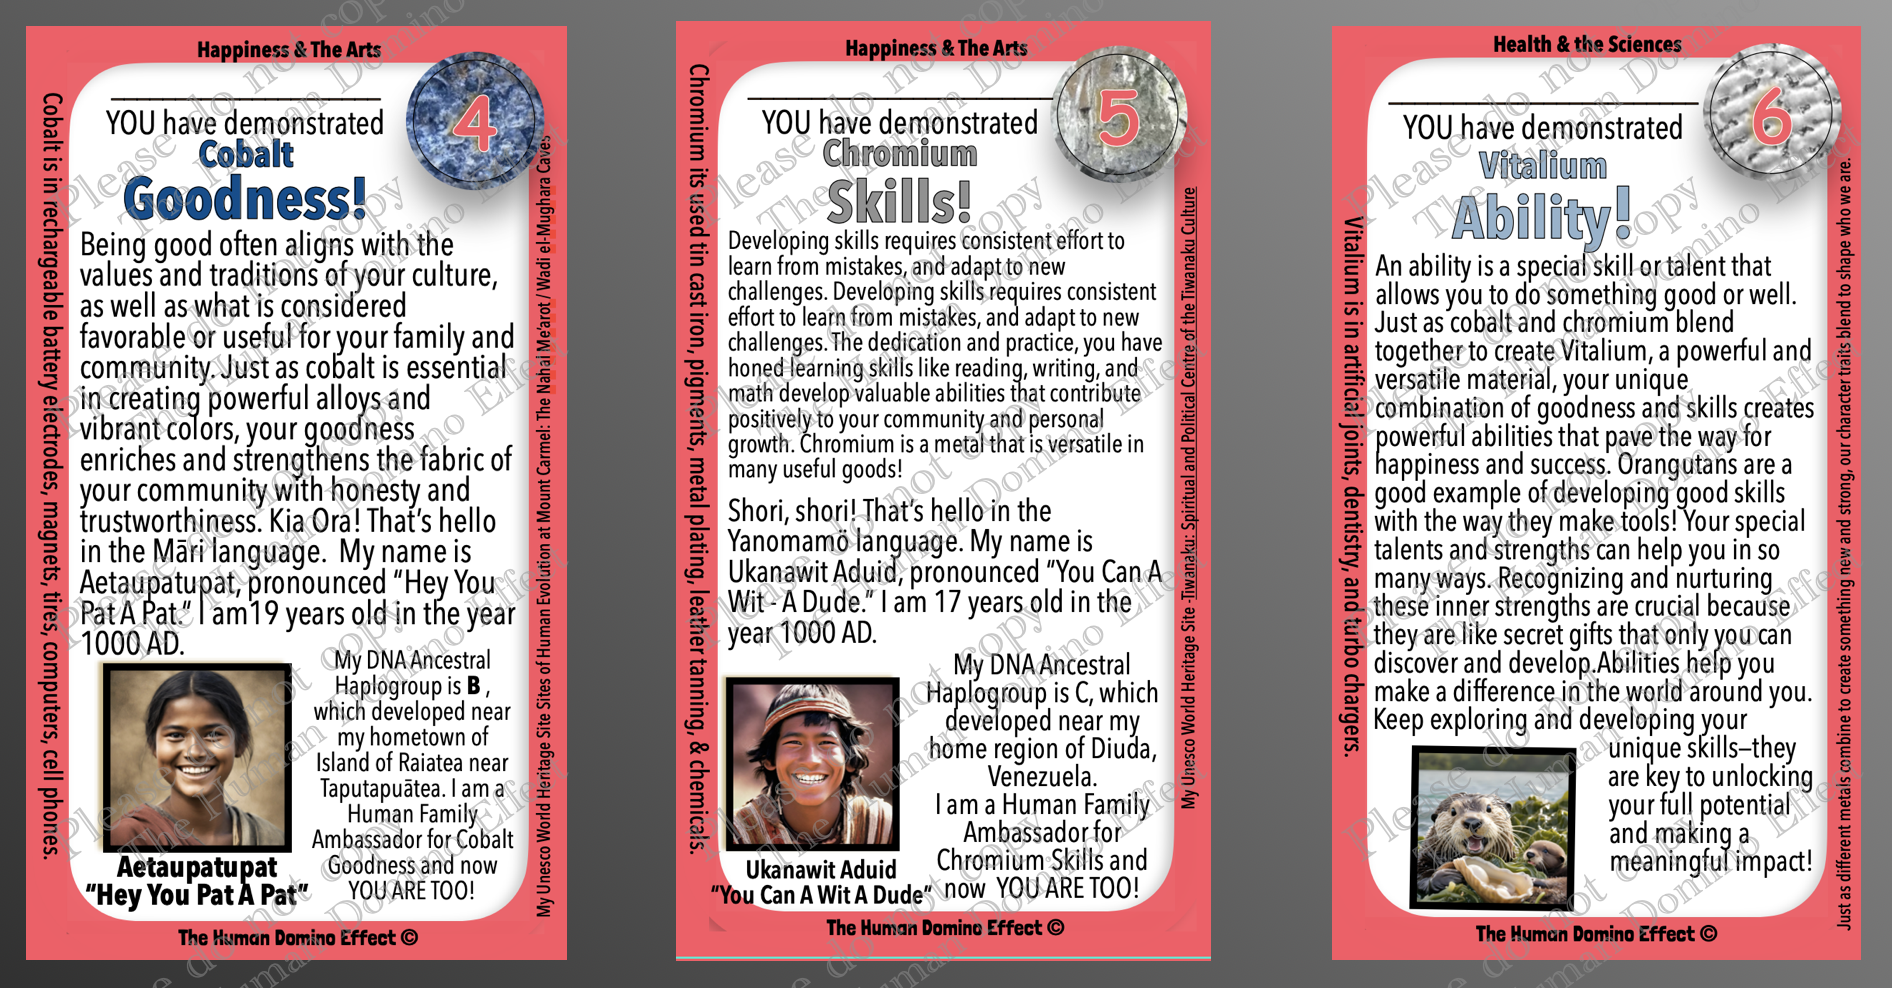 Happiness & The Arts
4
YOU have demonstrated
Cobalt
Goodness!
Being good often aligns with the
values and traditions of your culture,
as well as what is considered
favorable or useful for your family and
community. Just as cobalt is essential
in creating powerful alloys and
vibrant colors, your goodness
enriches and strengthens the fabric of
your community with honesty and
trustworthiness. Kia Ora! That's hello
in the Māri language. My name is
Aetaupatupat, pronounced "Hey You
Pat A Pat." I am19 years old in the year
1000 AD.
My DNA Ancestral
Haplogroup is B ,
which developed near
my hometown of
Island of Raiatea near
Taputapuātea. I am a
Human Family
Ambassador for Cobalt
Goodness and now
YOU ARE TOO!
Aetaupatupat
"Hey You Pat A Pat"
The Human Domino Effect ©
Cobalt is in rechargeable battery electrodes, magnets, tires, computers, cell phones.
My Unesco World Heritage Site Sites of Human Evolution at Mount Carmel: The Nahal Me'arot / Wadi el-Mughara Caves
Happiness & The Arts
5
YOU have demonstrated
Chromium
Skills!
Developing skills requires consistent effort to
learn from mistakes, and adapt to new
challenges. Developing skills requires consistent
effort to learn from mistakes, and adapt to new
challenges. The dedication and practice, you have
honed learning skills like reading, writing, and
math develop valuable abilities that contribute
positively to your community and personal
growth. Chromium is a metal that is versatile in
many useful goods!
Shori, shori! That's hello in the
Yanomamö language. My name is
Ukanawit Aduid, pronounced "You Can A
Wit - A Dude." I am 17 years old in the
year 1000 AD.
My DNA Ancestral
Haplogroup is C, which
developed near my
home region of Diuda,
Venezuela.
I am a Human Family
Ambassador for
Chromium Skills and
now YOU ARE TOO!
Ukanawit Aduid
"You Can A Wit A Dude"
The Human Domino Effect ©
Chromium its used tin cast iron, pigments, metal plating, leather tanning, & chemicals.
My Unesco World Heritage Site -Tiwanaku: Spiritual and Political Centre of the Tiwanaku Culture
Health & the Sciences
6
YOU have demonstrated
Vitalium
Ability!
An ability is a special skill or talent that
allows you to do something good or well.
Just as cobalt and chromium blend
together to create Vitalium, a powerful and
versatile material, your unique
combination of goodness and skills creates
powerful abilities that pave the way for
happiness and success. Orangutans are a
good example of developing good skills
with the way they make tools! Your special
talents and strengths can help you in so
many ways. Recognizing and nurturing
these inner strengths are crucial because
they are like secret gifts that only you can
discover and develop.Abilities help you
make a difference in the world around you.
Keep exploring and developing your
unique skills–they
are key to unlocking
your full potential
and making a
meaningful impact!
The Human Domino Effect ©
Vitalium is in artificial joints, dentistry, and turbo chargers.
Just as different metals combine to create something new and strong, our character traits blend to shape who we are.
Please do not copy
The Human Domino Effect